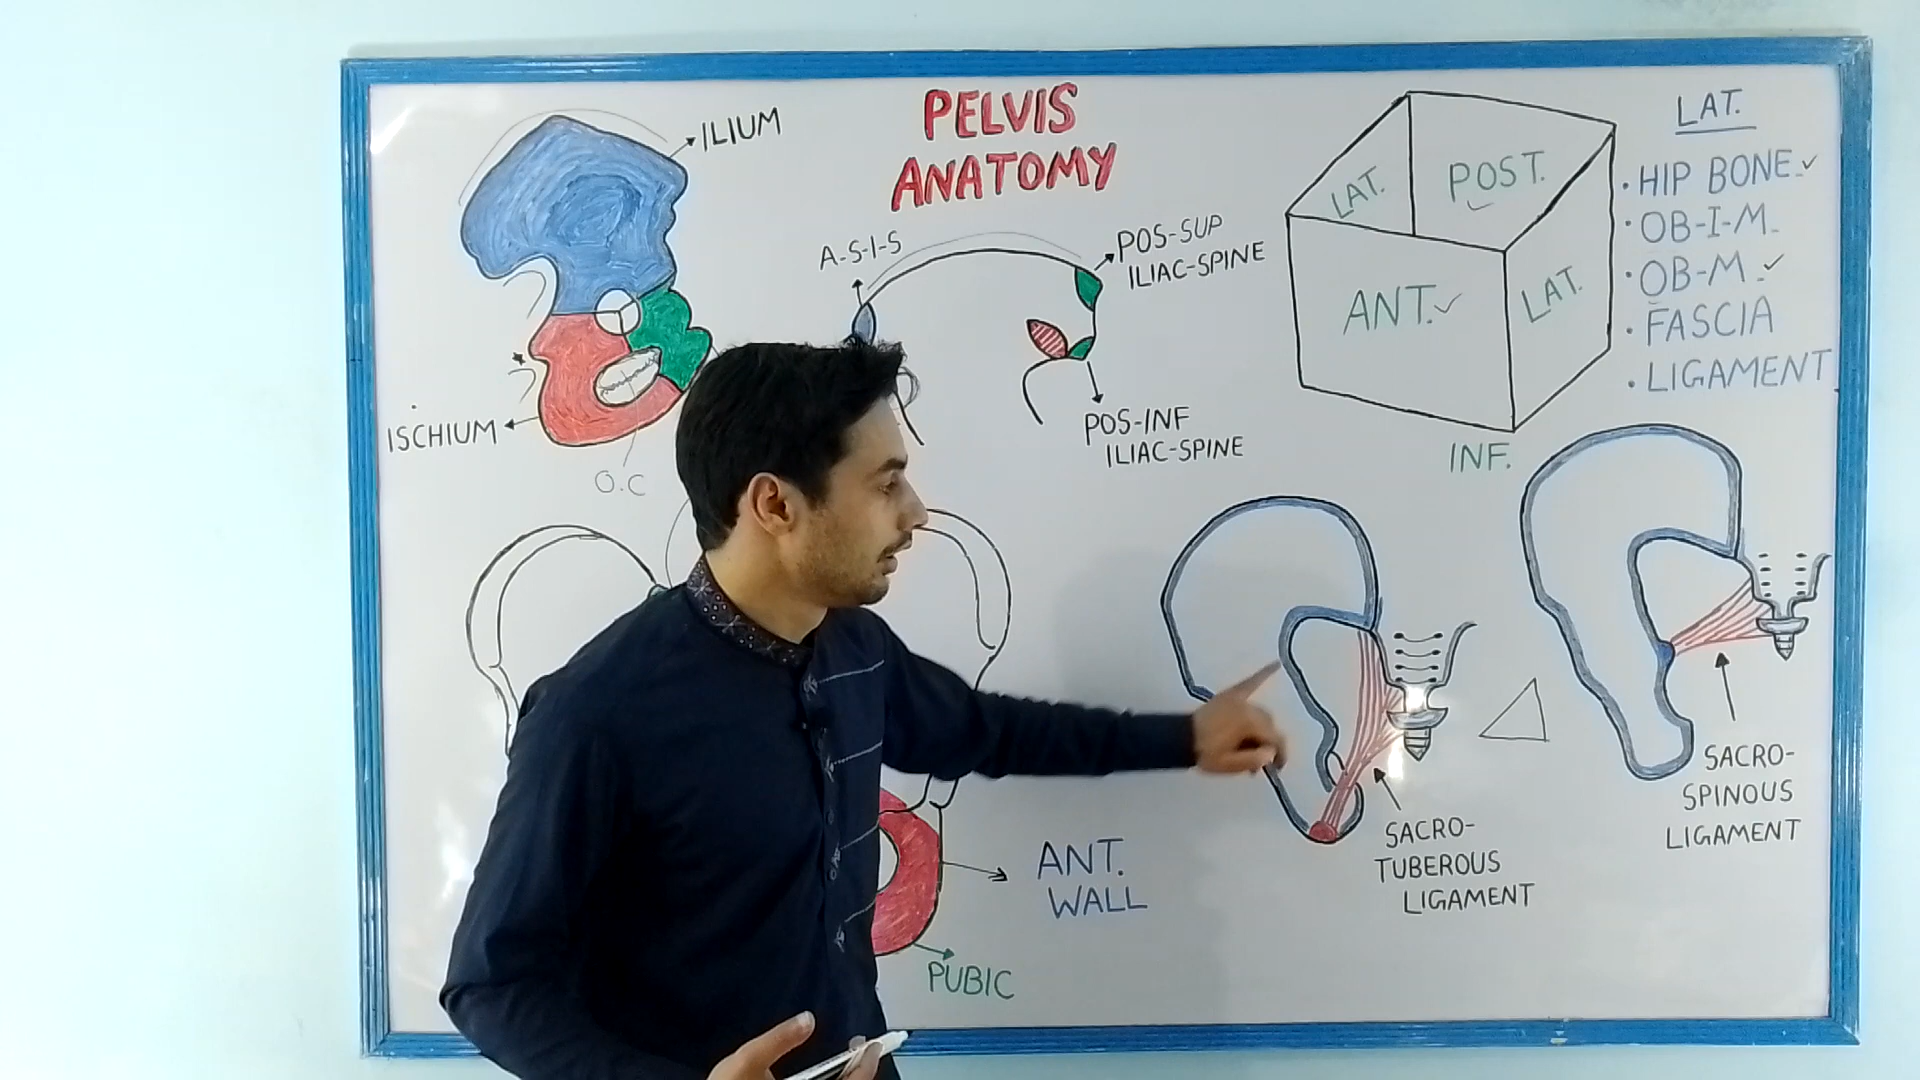 PELVIS
ANATOMY
ILIUM
ISCHIUM
O.C
A-S-I-S
POS-SUP
ILIAC-SPINE
POS-INF
ILIAC-SPINE
LAT.
POST.
ANT.
LAT.
INF.
LAT.
• HIP BONE
• OB-I-M
• OB-M
• FASCIA
• LIGAMENT
ANT.
WALL
PUBIC
SACRO-
TUBEROUS
LIGAMENT
SACRO-
SPINOUS
LIGAMENT